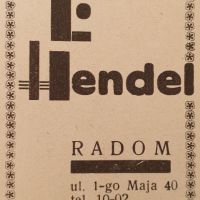 E.
Hendel
RADOM
ul. 1-go Maja 40
tel. 10-02